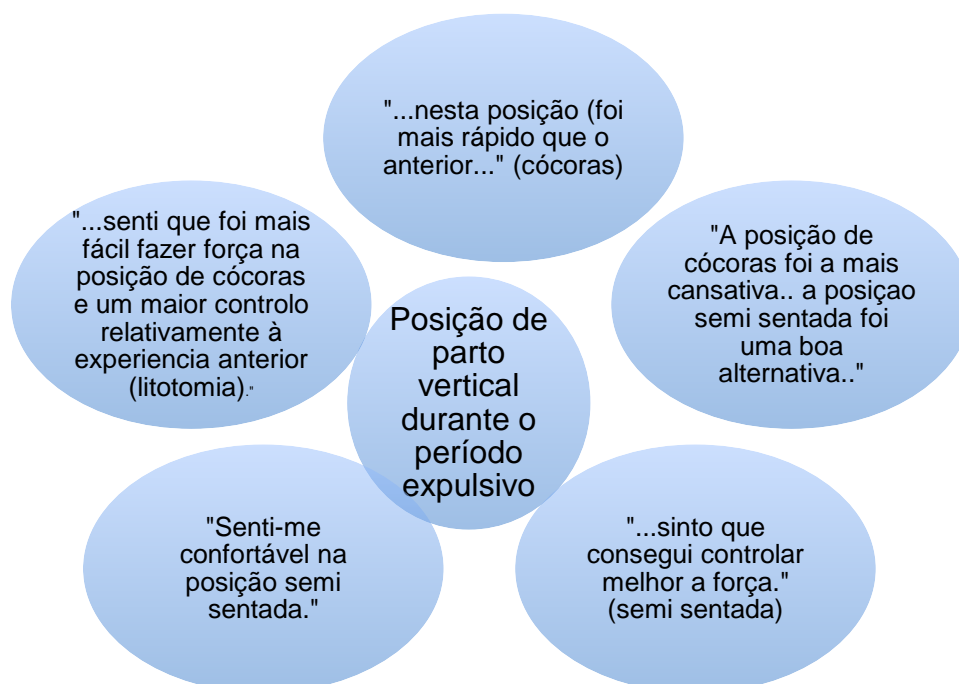 "...nesta posição (foi
mais rápido que o
anterior..." (cócoras)
"...senti que foi mais
fácil fazer força na
posição de cócoras
e um maior controlo
relativamente à
experiencia anterior
(litotomia)."
"A posição de
cócoras foi a mais
cansativa.. a posiçao
semi sentada foi
uma boa
alternativa.."
Posição de
parto
vertical
durante o
período
expulsivo
"Senti-me
confortável na
posição semi
sentada."
"...sinto que
consegui controlar
melhor a força."
(semi sentada)